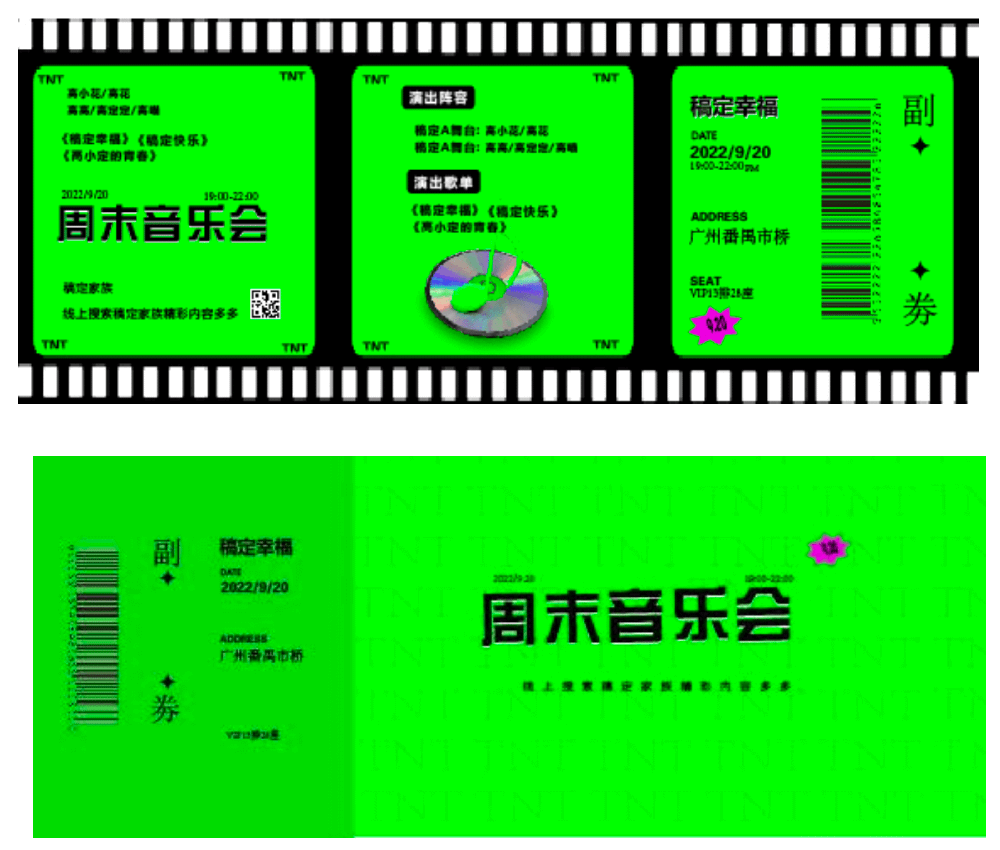 TNT
TNT
高小花/高花
高高/高定定/高喵
《稿定幸福》《稿定快乐》
《高小定的青春》
2022/9/20
19:00-22:00
周末音乐会
稿定家族
线上搜索稿定家族精彩内容多多
TNT
TNT
TNT
TNT
演出阵容
稿定A舞台：高小花/高花
稿定A舞台：高高/高定定/高喵
演出歌单
《稿定幸福》《稿定快乐》
《高小定的青春》
TNT
TNT
稿定幸福
DATE
2022/9/20
19:00-22:00PM
ADDRESS
广州番禺市桥
SEAT
VIP13排28座
9.20
副
券
副
券
稿定幸福
DATE
2022/9/20
ADDRESS
广州番禺市桥
VIP13排28座
TNT TNT TNT TNT
9.20
2022/9/20
19:00-22:00
周末音乐会
线上搜索稿定家族精彩内容多多